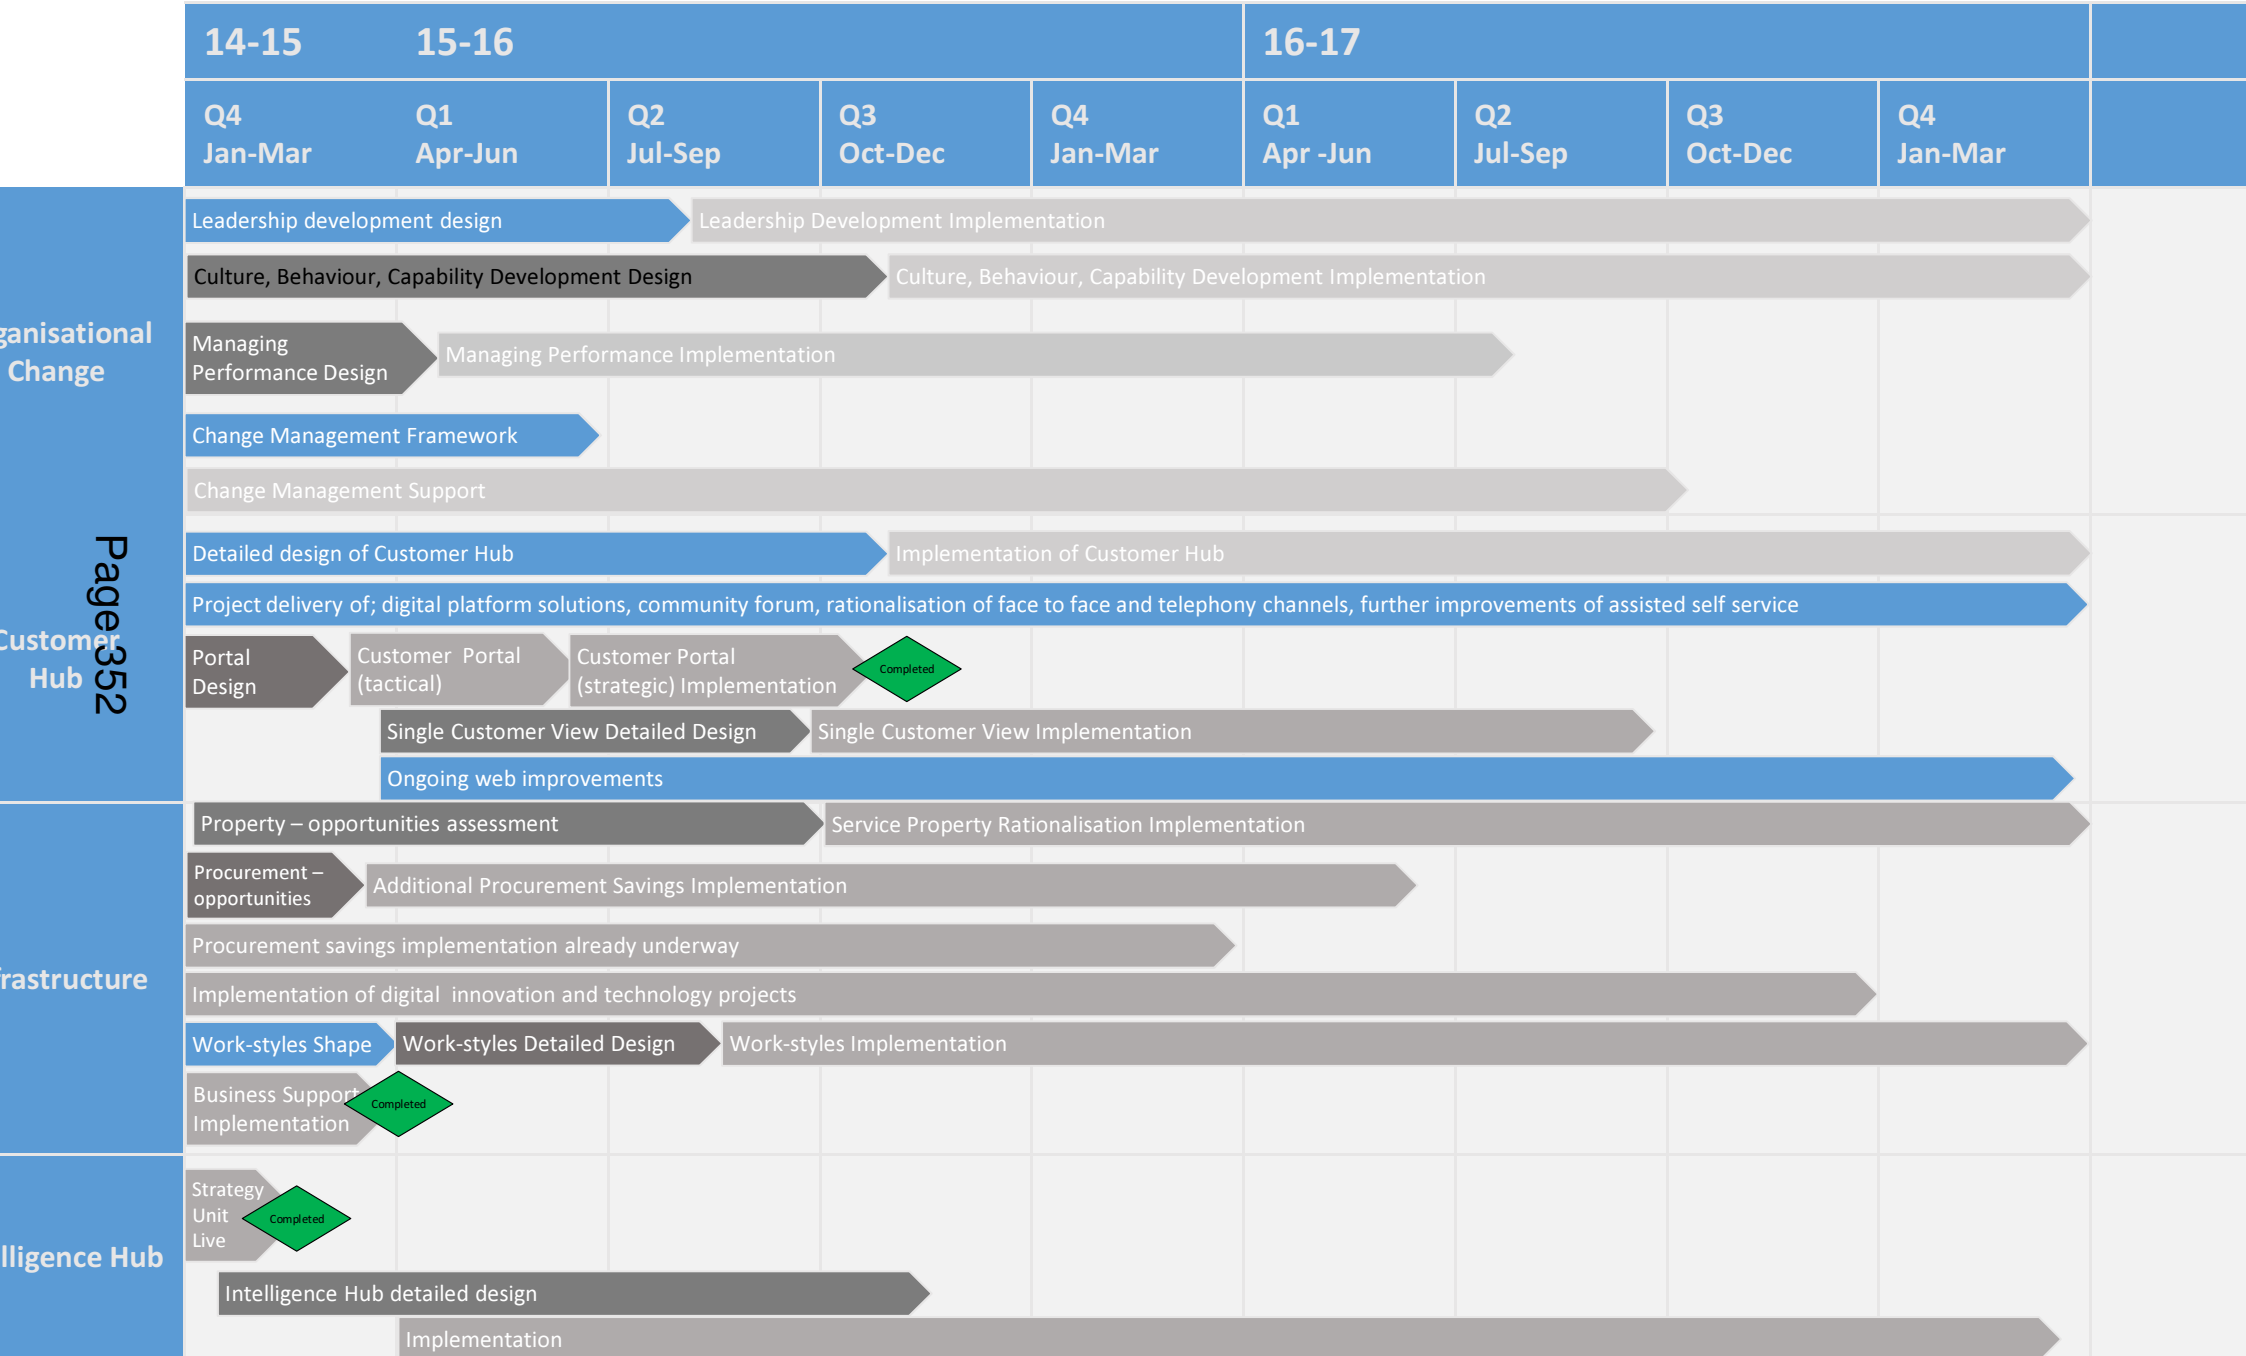 14-15 15-16 16-17
Q4 Q1 Q2 Q3 Q4 Q1 Q2 Q3 Q4
Jan-Mar Apr-Jun Jul-Sep Oct-Dec Jan-Mar Apr -Jun Jul-Sep Oct-Dec Jan-Mar
ganisational
Change
Leadership development design
Leadership Development Implementation
Culture, Behaviour, Capability Development Design
Culture, Behaviour, Capability Development Implementation
Managing
Performance Design
Managing Performance Implementation
Change Management Framework
Change Management Support
Page 352
Customer
Hub
Detailed design of Customer Hub
Implementation of Customer Hub
Project delivery of; digital platform solutions, community forum, rationalisation of face to face and telephony channels, further improvements of assisted self service
Portal
Design
Customer Portal
(tactical)
Customer Portal
(strategic) Implementation
Completed
Single Customer View Detailed Design
Single Customer View Implementation
Ongoing web improvements
frastructure
Property – opportunities assessment
Service Property Rationalisation Implementation
Procurement –
opportunities
Additional Procurement Savings Implementation
Procurement savings implementation already underway
Implementation of digital innovation and technology projects
Work-styles Shape
Work-styles Detailed Design
Work-styles Implementation
Business Support
Implementation
Completed
lligence Hub
Strategy
Unit
Live
Completed
Intelligence Hub detailed design
Implementation